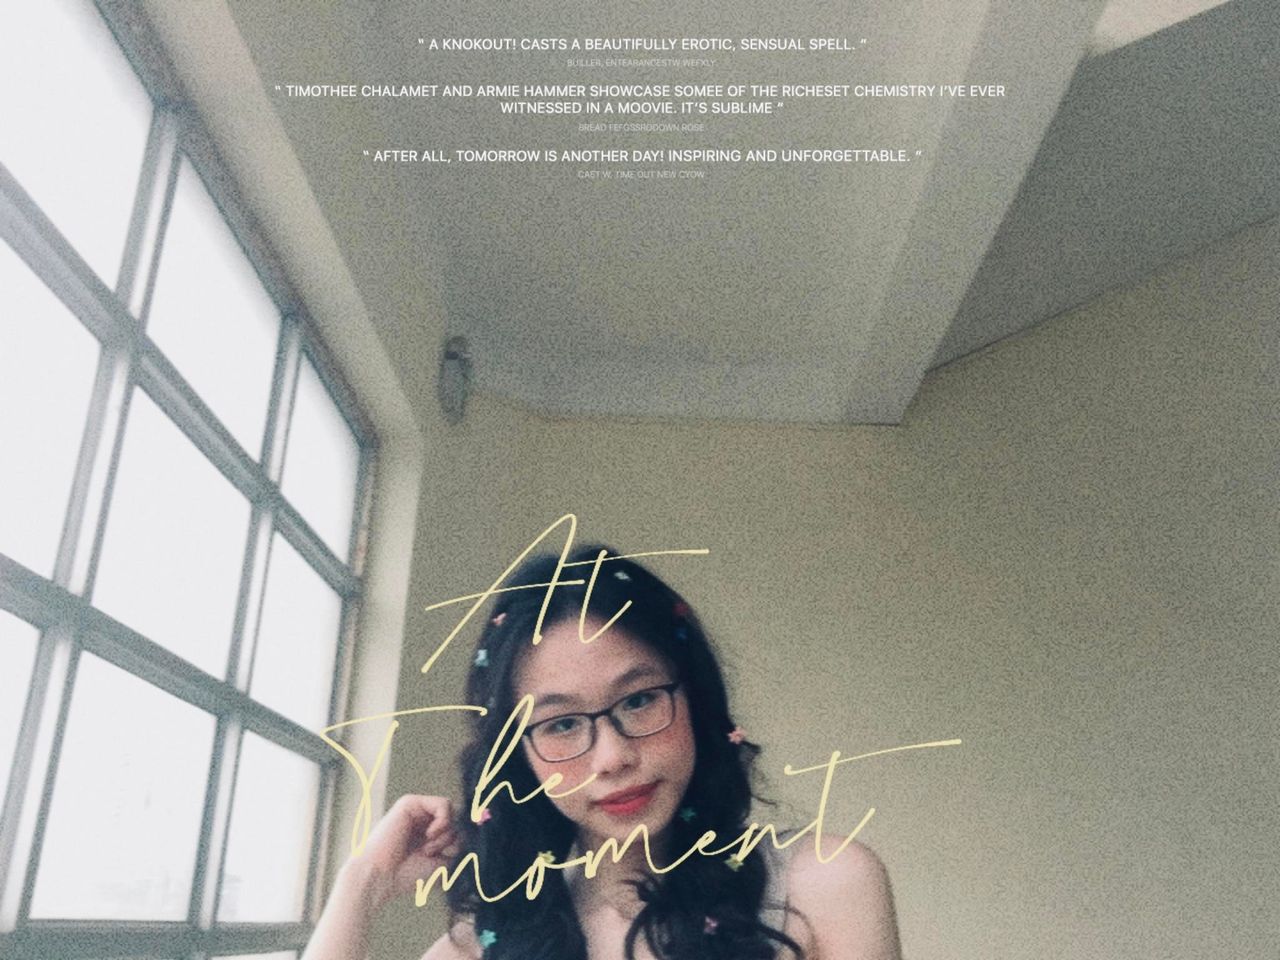 “ A KNOKOUT! CASTS A BEAUTIFULLY EROTIC, SENSUAL SPELL. ”
BUILLER, ENTEARANCESTW WEFXLY
“ TIMOTHEE CHALAMET AND ARMIE HAMMER SHOWCASE SOMEE OF THE RICHESET CHEMISTRY I’VE EVER
WITNESSED IN A MOOVIE. IT’S SUBLIME ”
BREAD
“ AFTER ALL, TOMORROW IS ANOTHER DAY! INSPIRING AND UNFORGETTABLE. ”
CAST W, TIME OUT NEW CYOW
At
The
moment